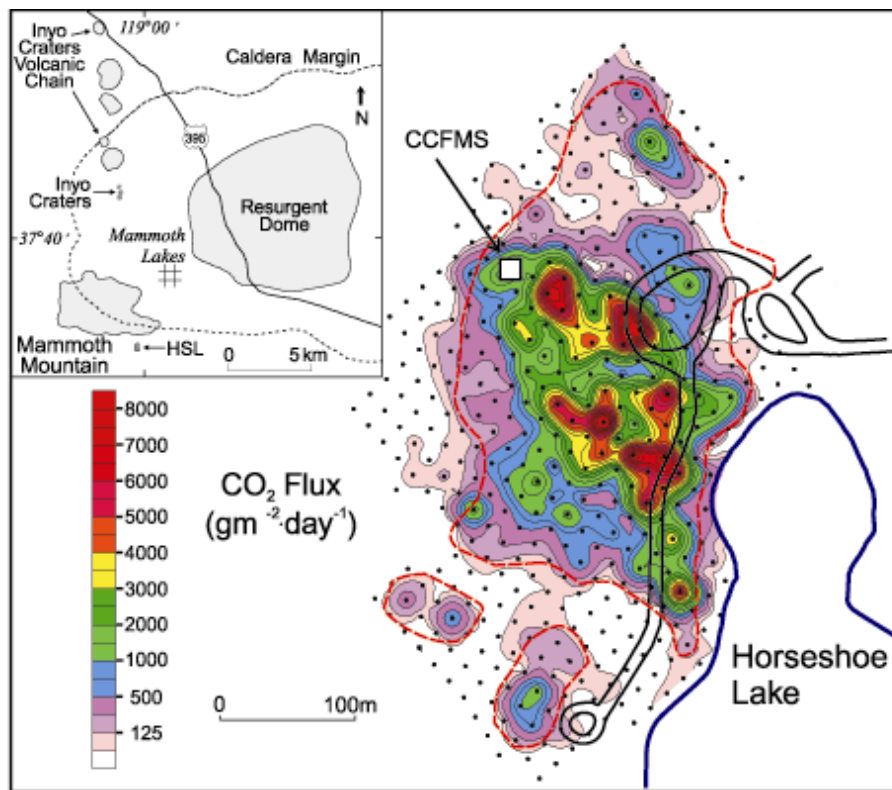 Inyo
Craters
Volcanic
Chain
119°00'
Caldera Margin
N
395
CCFMS
Inyo
Craters
Resurgent
Dome
37°40'
Mammoth
Lakes
Mammoth
Mountain
HSL
0 5 km
8000
7000
6000
5000
4000
3000
2000
1000
500
125
CO₂ Flux
(gm ⁻²·day⁻¹)
0 100m
Horseshoe
Lake